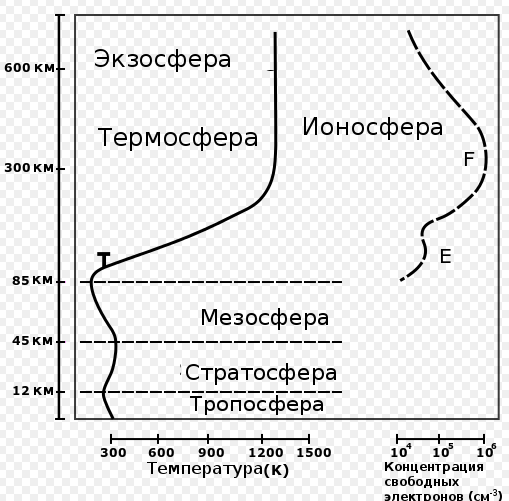 Экзосфера
600 км
Ионосфера
Термосфера
F
300 км
E
T
85 км
Мезосфера
45 км
Стратосфера
12 км
Тропосфера
300 600 900 1200 1500
10⁴ 10⁵ 10⁶
Температура(К)
Концентрация
свободных
электронов (см⁻³)